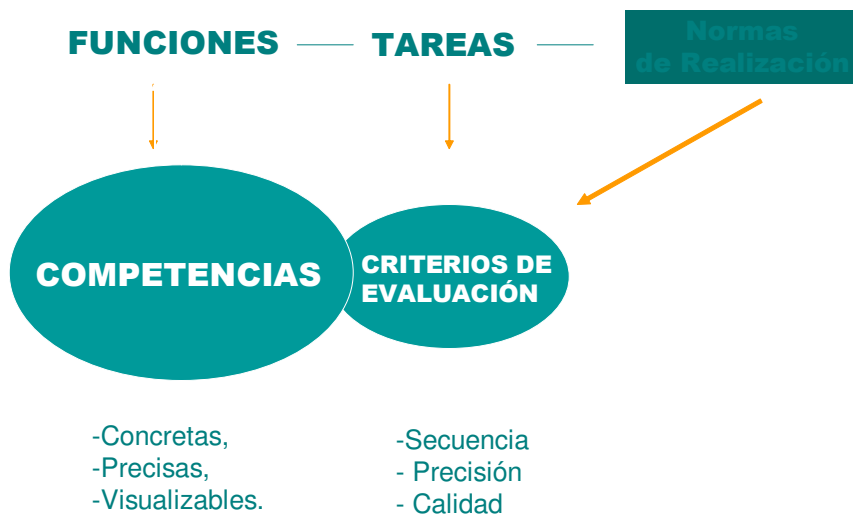 FUNCIONES
TAREAS
Normas
de Realización
COMPETENCIAS
CRITERIOS DE
EVALUACIÓN
-Concretas,
-Precisas,
-Visualizables.
-Secuencia
- Precisión
- Calidad